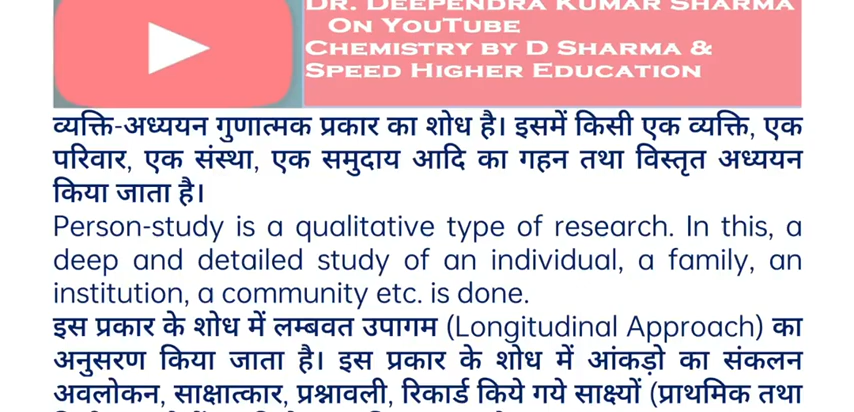 DR. DEEPENDRA KUMAR SHARMA
ON YOUTUBE
CHEMISTRY BY D SHARMA &
SPEED HIGHER EDUCATION
व्यक्ति-अध्ययन गुणात्मक प्रकार का शोध है। इसमें किसी एक व्यक्ति, एक
परिवार, एक संस्था, एक समुदाय आदि का गहन तथा विस्तृत अध्ययन
किया जाता है।
Person-study is a qualitative type of research. In this, a
deep and detailed study of an individual, a family, an
institution, a community etc. is done.
इस प्रकार के शोध में लम्बवत उपागम (Longitudinal Approach) का
अनुसरण किया जाता है। इस प्रकार के शोध में आंकड़ो का संकलन
अवलोकन, साक्षात्कार, प्रश्नावली, रिकार्ड किये गये साक्ष्यों (प्राथमिक तथा